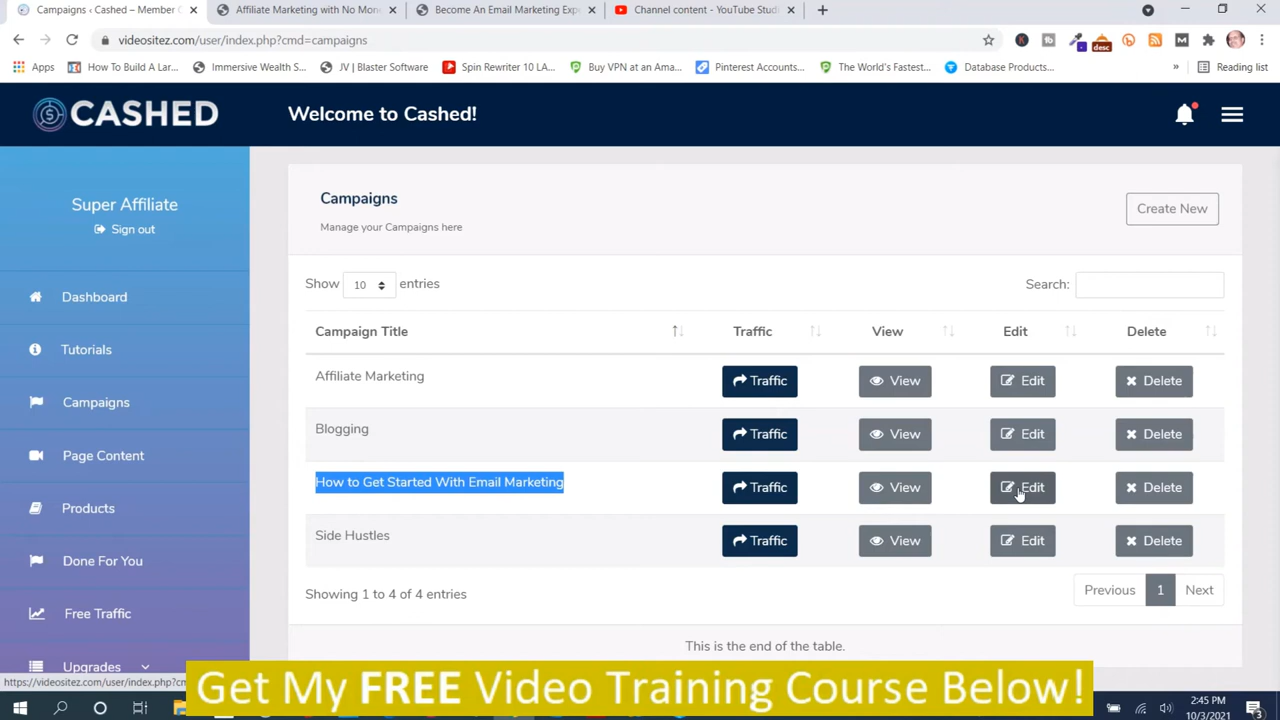 Campaigns ‹ Cashed – Member C
Affiliate Marketing with No Mon
Become An Email Marketing Exp
Channel content - YouTube Stud
videositez.com/user/index.php?cmd=campaigns
desc
Apps
How To Build A Lar...
Immersive Wealth S...
JV | Blaster Software
Spin Rewriter 10 LA...
Buy VPN at an Ama...
Pinterest Accounts...
The World's Fastest...
Database Products...
»
Reading list
CASHED
Welcome to Cashed!
Super Affiliate
Sign out
Dashboard
Tutorials
Campaigns
Page Content
Products
Done For You
Free Traffic
Upgrades
Campaigns
Manage your Campaigns here
Create New
Show 10 entries
Search:
Campaign Title Traffic View Edit Delete
Affiliate Marketing Traffic View Edit Delete
Blogging Traffic View Edit Delete
How to Get Started With Email Marketing Traffic View Edit Delete
Side Hustles Traffic View Edit Delete
Showing 1 to 4 of 4 entries
Previous 1 Next
This is the end of the table.
https://videositez.com/user/index.php?cm
Get My FREE Video Training Course Below!
2:45 PM
10/3/2021
3